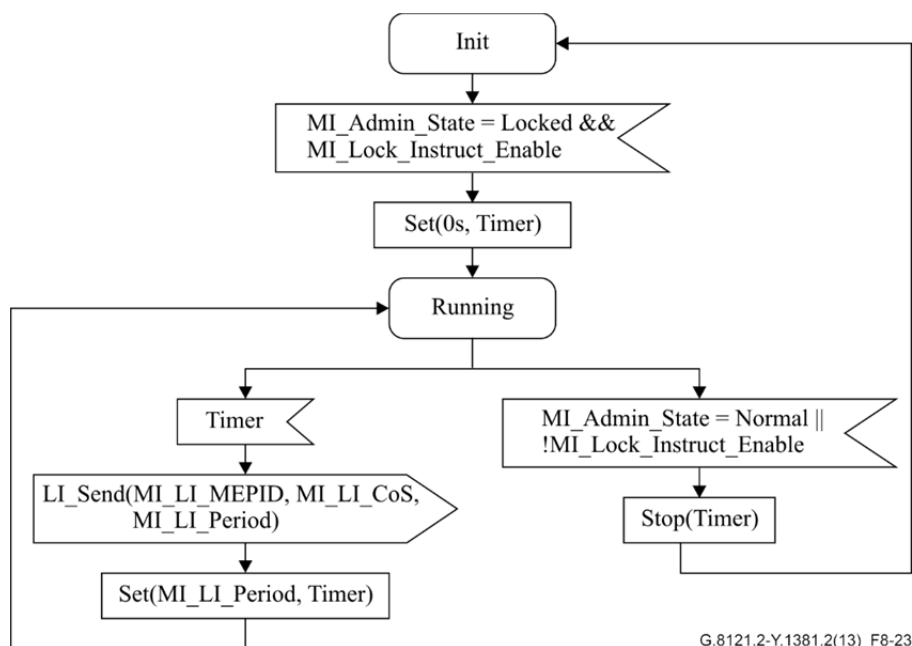 Init
MI_Admin_State = Locked &&
MI_Lock_Instruct_Enable
Set(0s, Timer)
Running
Timer
LI_Send(MI_LI_MEPID, MI_LI_CoS,
MI_LI_Period)
Set(MI_LI_Period, Timer)
MI_Admin_State = Normal ||
!MI_Lock_Instruct_Enable
Stop(Timer)
G.8121.2-Y.1381.2(13)_F8-23